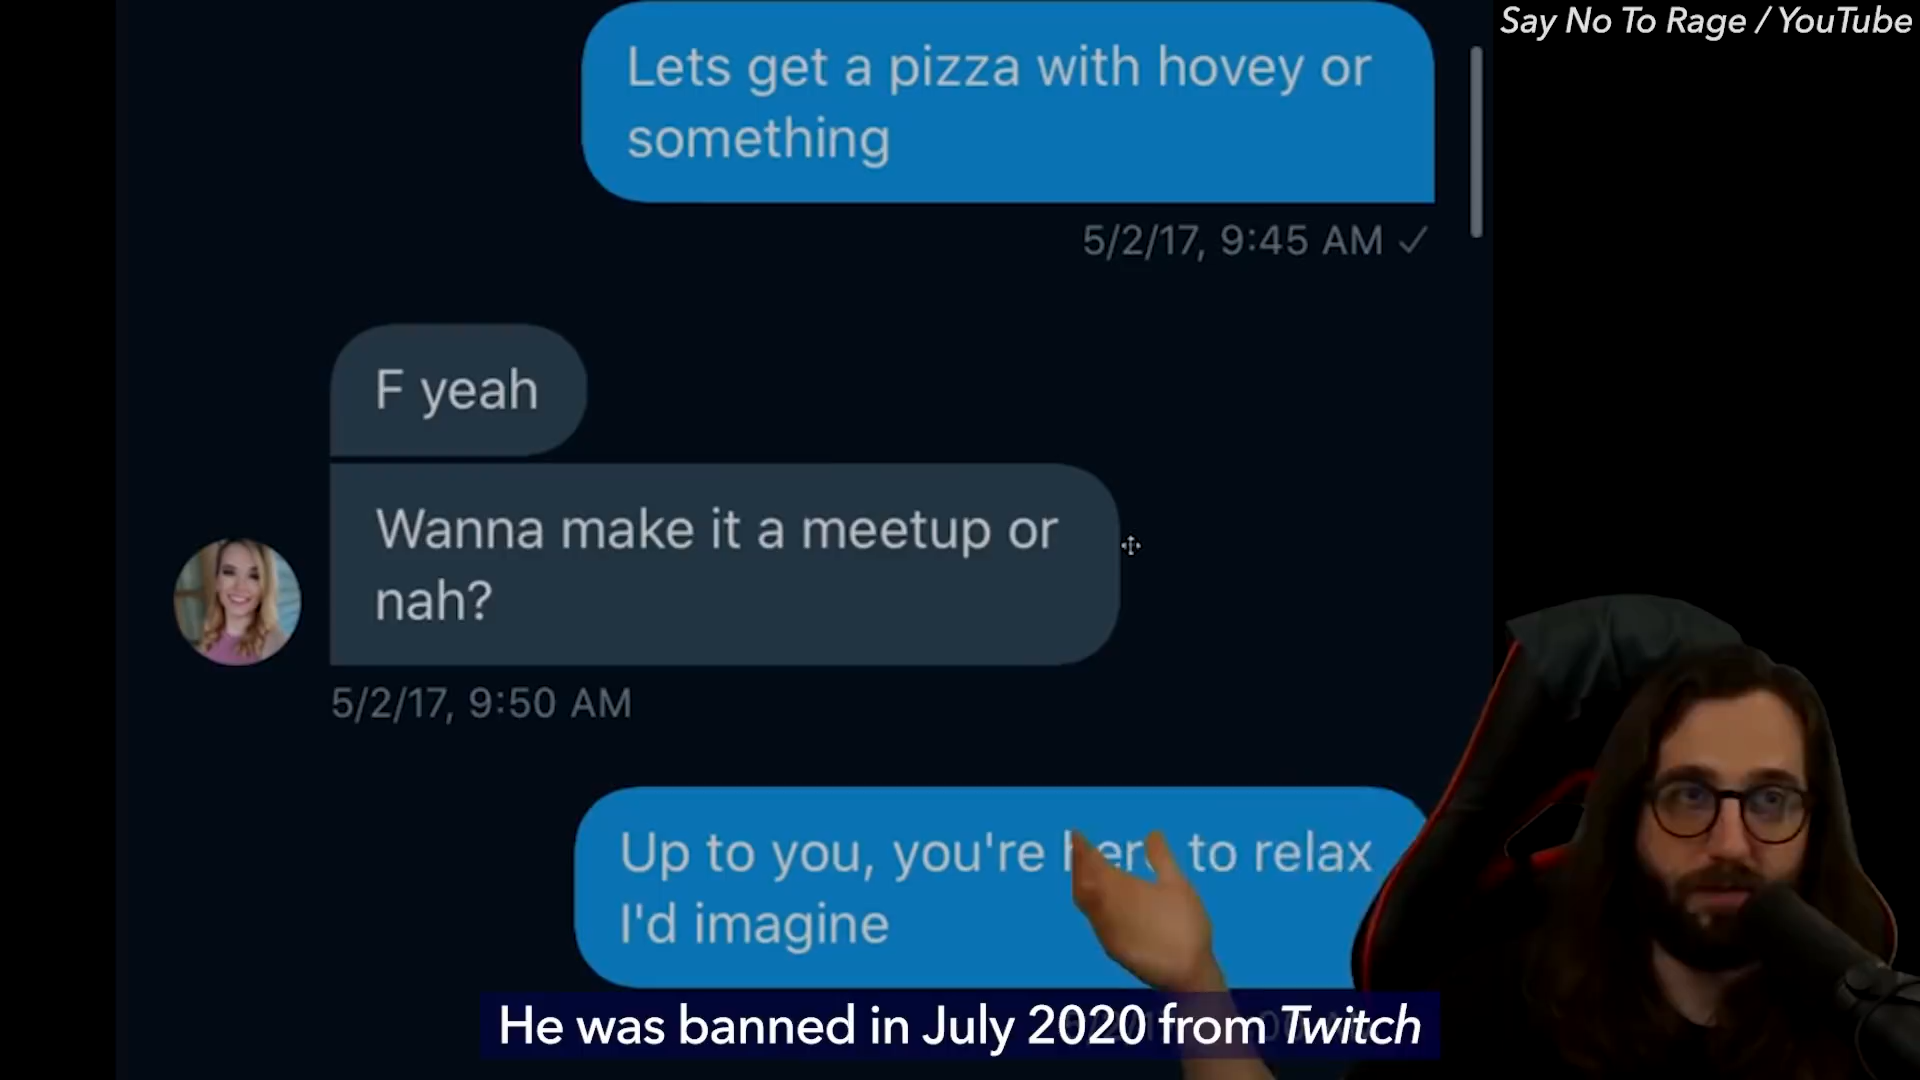 Say No To Rage / YouTube
Lets get a pizza with hovey or
something
5/2/17, 9:45 AM
F yeah
Wanna make it a meetup or
nah?
5/2/17, 9:50 AM
Up to you, you're here to relax
I'd imagine
He was banned in July 2020 from Twitch